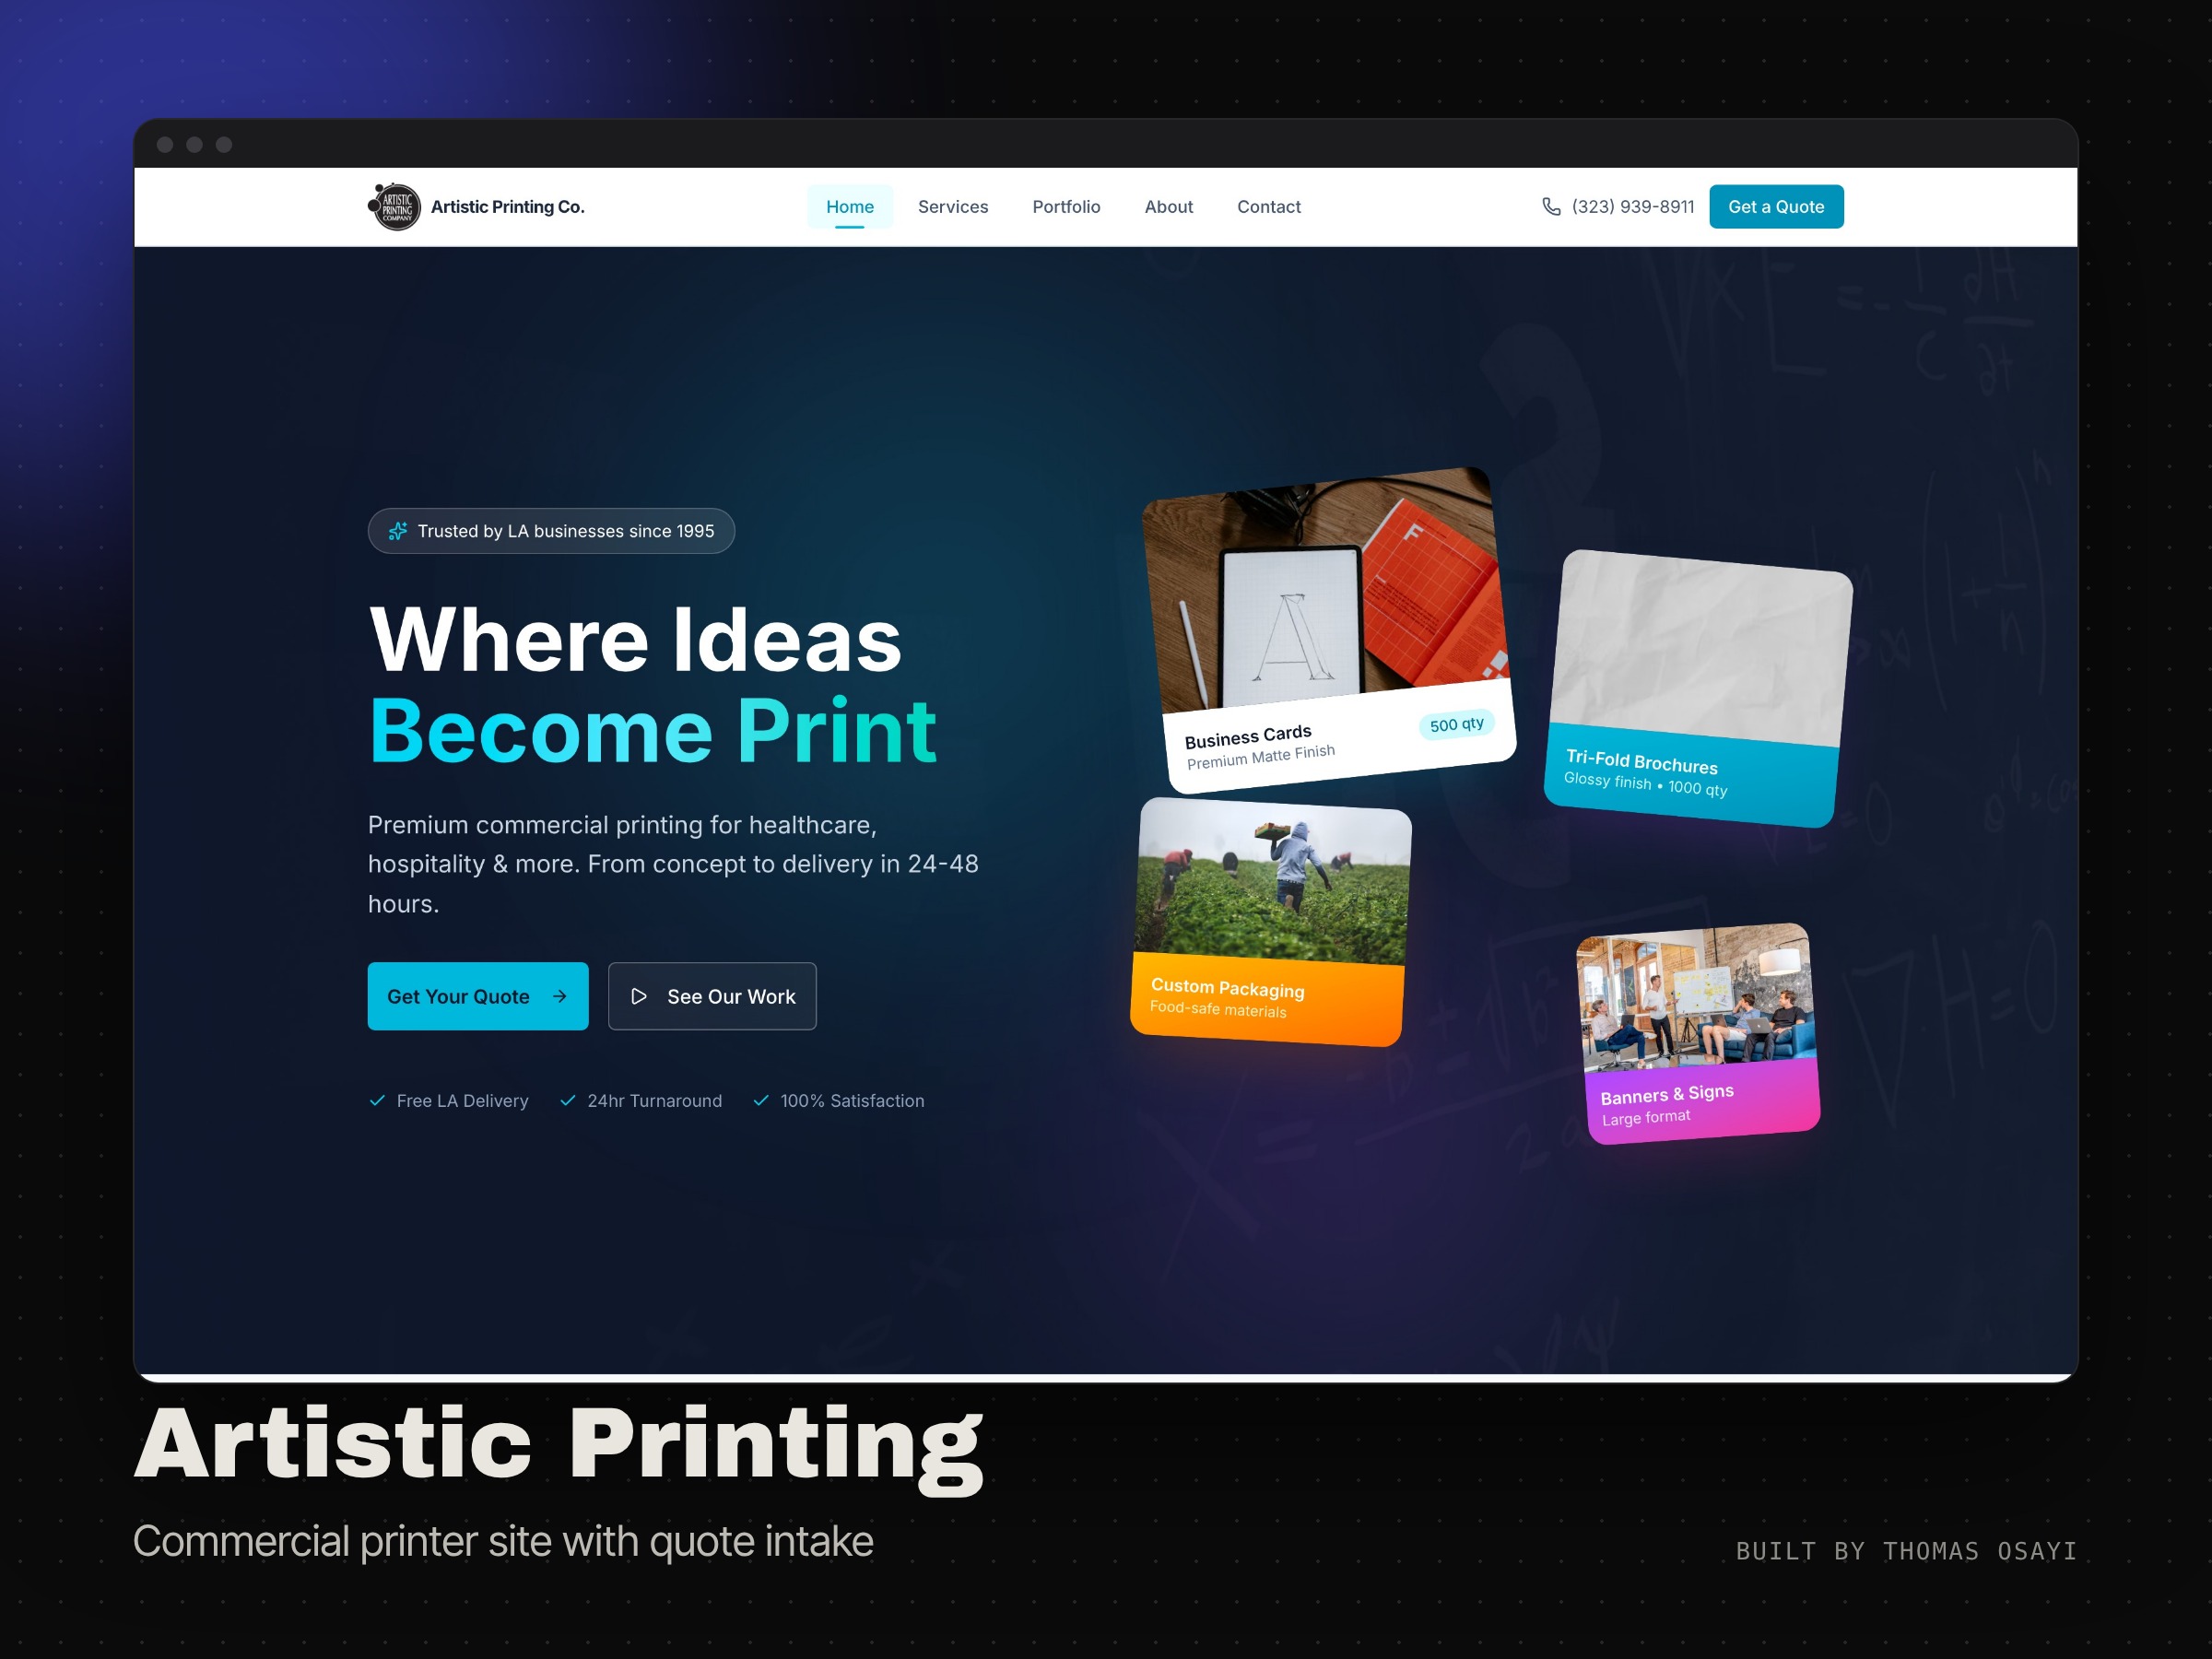 ARTISTIC
PRINTING
COMPANY
Artistic Printing Co.
Home
Services
Portfolio
About
Contact
(323) 939-8911
Get a Quote
Trusted by LA businesses since 1995
Where Ideas
Become Print
Premium commercial printing for healthcare,
hospitality & more. From concept to delivery in 24-48
hours.
Get Your Quote
See Our Work
Free LA Delivery
24hr Turnaround
100% Satisfaction
F
A
Business Cards
Premium Matte Finish
500 qty
Tri-Fold Brochures
Glossy finish • 1000 qty
Custom Packaging
Food-safe materials
Banners & Signs
Large format
Artistic Printing
Commercial printer site with quote intake
BUILT BY THOMAS OSAYI